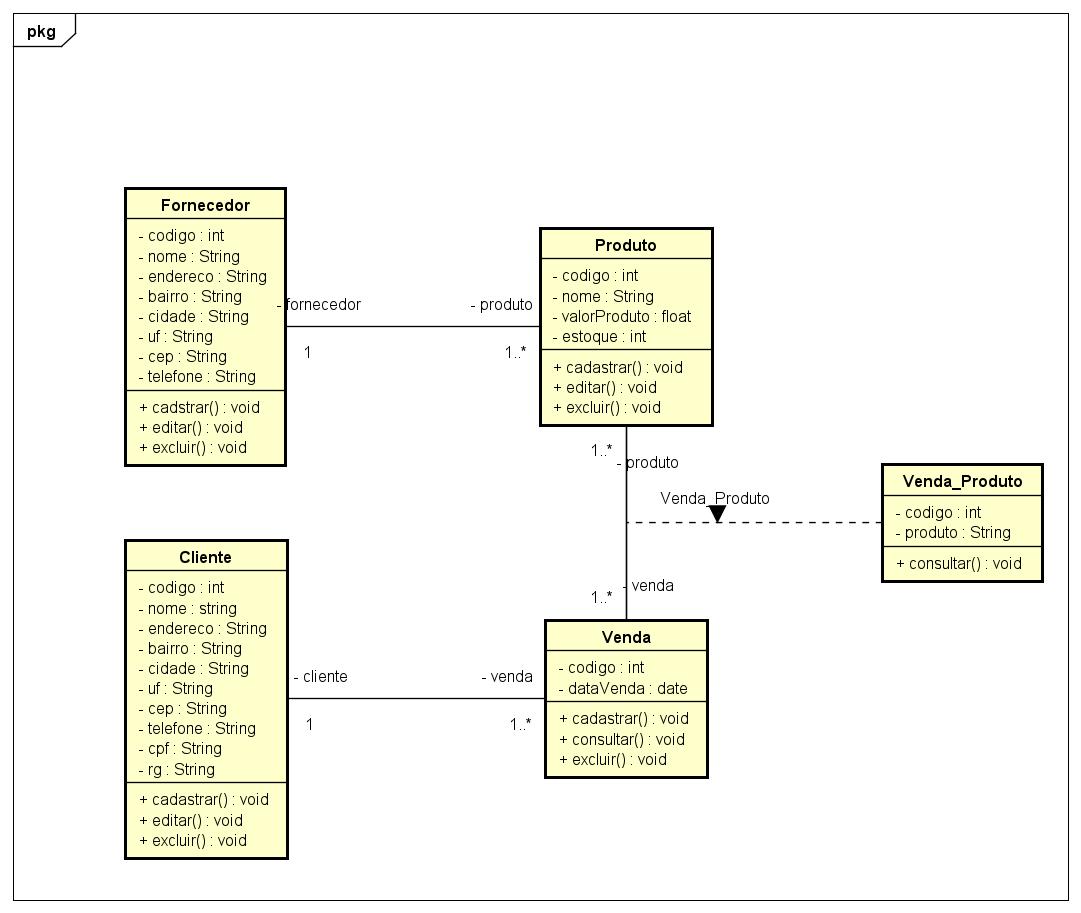 pkg
Fornecedor
- codigo : int
- nome : String
- endereco : String
- bairro : String
- cidade : String
- uf : String
- cep : String
- telefone : String
+ cadstrar() : void
+ editar() : void
+ excluir() : void
- fornecedor
1
- produto
1..*
Produto
- codigo : int
- nome : String
- valorProduto : float
- estoque : int
+ cadastrar() : void
+ editar() : void
+ excluir() : void
1..*
- produto
Venda_Produto
- venda
1..*
Venda_Produto
- codigo : int
- produto : String
+ consultar() : void
Cliente
- codigo : int
- nome : string
- endereco : String
- bairro : String
- cidade : String
- uf : String
- cep : String
- telefone : String
- cpf : String
- rg : String
+ cadastrar() : void
+ editar() : void
+ excluir() : void
- cliente
1
- venda
1..*
Venda
- codigo : int
- dataVenda : date
+ cadastrar() : void
+ consultar() : void
+ excluir() : void